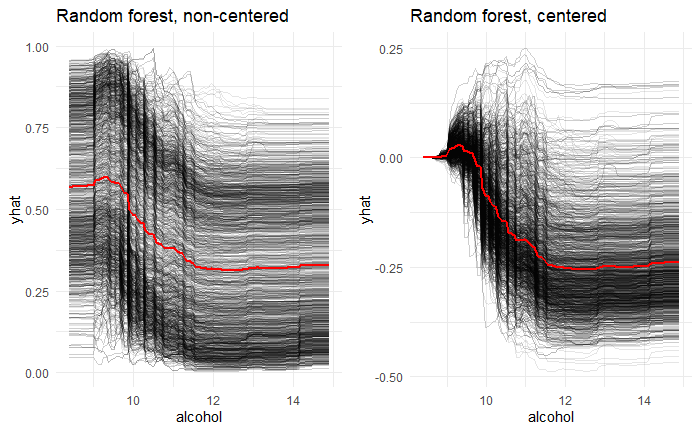 Random forest, non-centered
1.00
0.75
0.50
0.25
0.00
yhat
10
12
14
alcohol
Random forest, centered
0.25
0.00
-0.25
-0.50
yhat
10
12
14
alcohol